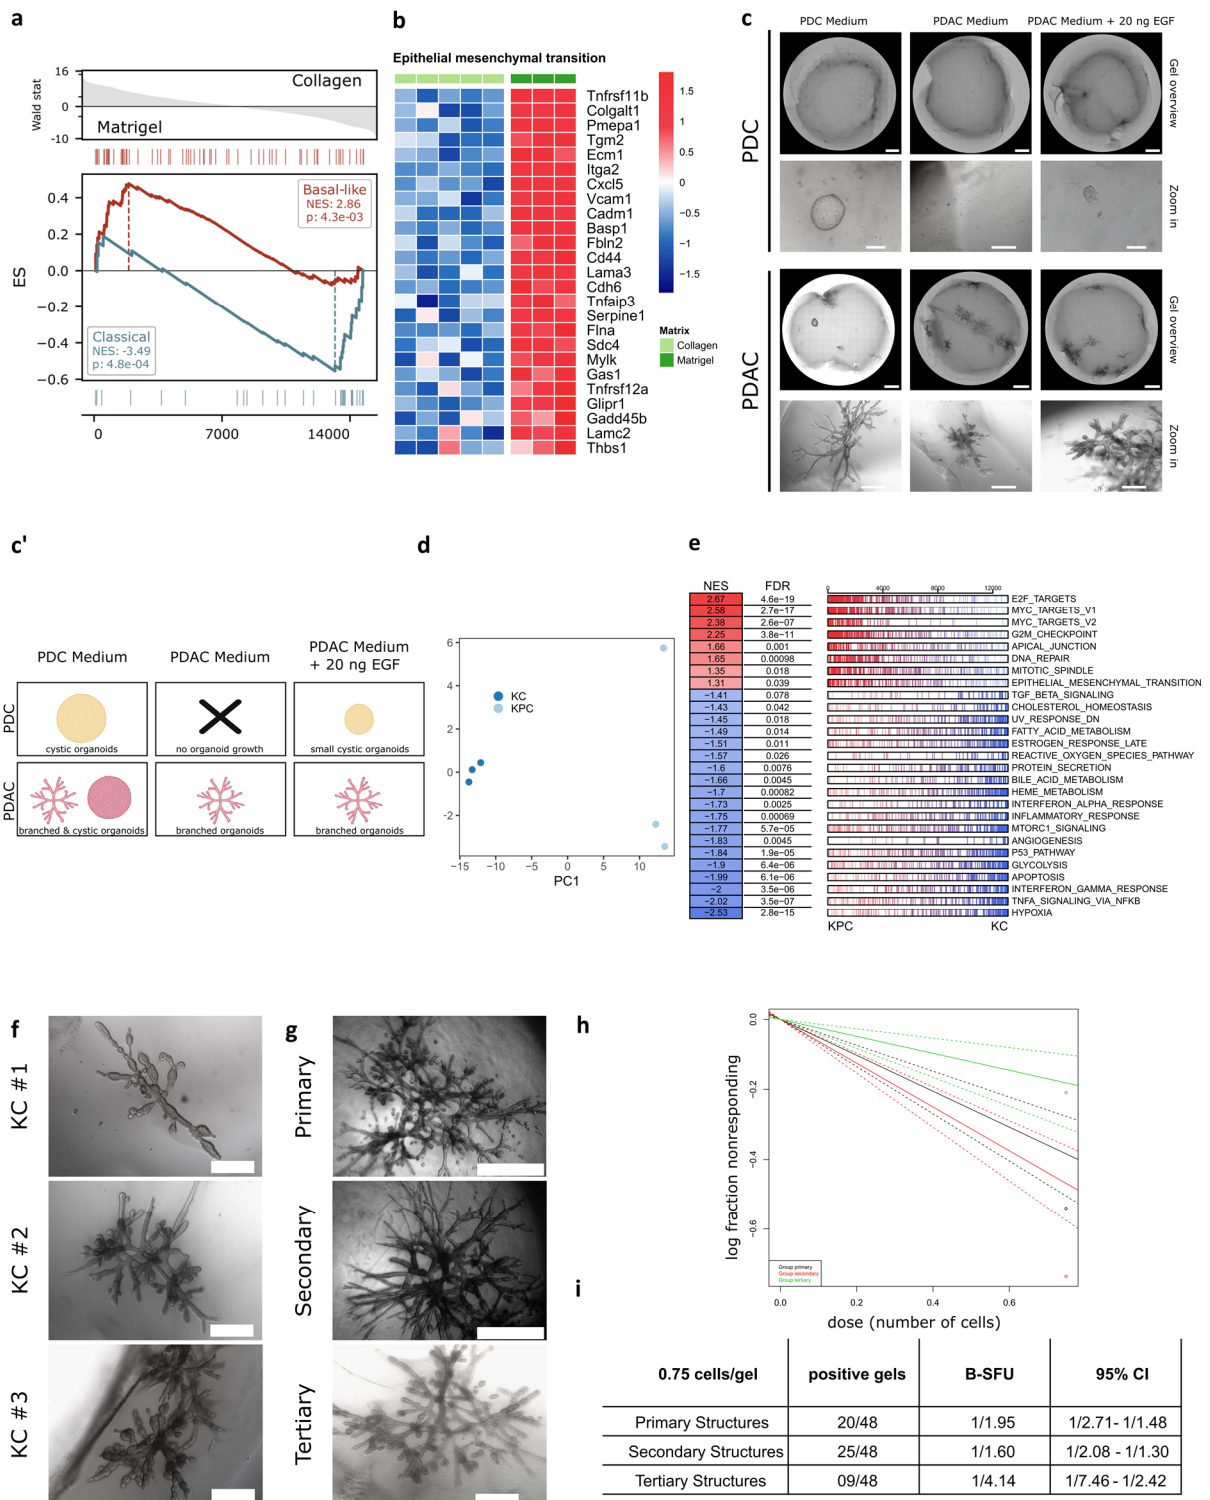 a
16
0
-10
Wald stat
Collagen
Matrigel
Basal-like
NES: 2.86
p: 4.3e-03
0.4
0.2
0.0
−0.2
−0.4
−0.6
ES
Classical
NES: -3.49
p: 4.8e-04
0
7000
14000
b
Epithelial mesenchymal transition
Tnfrsf11b
Colgalt1
Pmepa1
Tgm2
Ecm1
Itga2
Cxcl5
Vcam1
Cadm1
Basp1
Fbln2
Cd44
Lama3
Cdh6
Tnfaip3
Serpine1
Flna
Sdc4
Mylk
Gas1
Tnfrsf12a
Glipr1
Gadd45b
Lamc2
Thbs1
1.5
1
0.5
0
−0.5
−1
−1.5
Matrix
Collagen
Matrigel
c
PDC Medium
PDAC Medium
PDAC Medium + 20 ng EGF
PDC
Gel overview
Zoom in
PDAC
Gel overview
Zoom in
c'
PDC Medium
PDAC Medium
PDAC Medium
+ 20 ng EGF
PDC
cystic organoids
no organoid growth
small cystic organoids
PDAC
branched & cystic organoids
branched organoids
branched organoids
d
6
4
2
0
-2
KC
KPC
−15
−10
−5
0
5
10
PC1
e
NES
FDR
0
4000
8000
12000
2.67 4.6e−19 E2F_TARGETS
2.58 2.7e−17 MYC_TARGETS_V1
2.38 2.6e−07 MYC_TARGETS_V2
2.25 3.8e−11 G2M_CHECKPOINT
1.66 0.001 APICAL_JUNCTION
1.65 0.00098 DNA_REPAIR
1.35 0.018 MITOTIC_SPINDLE
1.31 0.039 EPITHELIAL_MESENCHYMAL_TRANSITION
−1.41 0.078 TGF_BETA_SIGNALING
−1.43 0.042 CHOLESTEROL_HOMEOSTASIS
−1.45 0.018 UV_RESPONSE_DN
−1.49 0.014 FATTY_ACID_METABOLISM
−1.51 0.011 ESTROGEN_RESPONSE_LATE
−1.57 0.026 REACTIVE_OXYGEN_SPECIES_PATHWAY
−1.6 0.0076 PROTEIN_SECRETION
−1.66 0.0045 BILE_ACID_METABOLISM
−1.7 0.00082 HEME_METABOLISM
−1.73 0.0025 INTERFERON_ALPHA_RESPONSE
−1.75 0.00069 INFLAMMATORY_RESPONSE
−1.77 5.7e−05 MTORC1_SIGNALING
−1.83 0.0045 ANGIOGENESIS
−1.84 1.9e−05 P53_PATHWAY
−1.9 6.4e−06 GLYCOLYSIS
−1.99 6.1e−06 APOPTOSIS
−2 3.5e−06 INTERFERON_GAMMA_RESPONSE
−2.02 3.5e−07 TNFA_SIGNALING_VIA_NFKB
−2.53 2.8e−15 HYPOXIA
KPC
KC
f
KC #1
KC #2
KC #3
g
Primary
Secondary
Tertiary
h
log fraction nonresponding
0.0
−0.2
−0.4
−0.6
Group primary
Group secondary
Group tertiary
0.0
0.2
0.4
0.6
dose (number of cells)
i
0.75 cells/gel positive gels B-SFU 95% CI
Primary Structures 20/48 1/1.95 1/2.71- 1/1.48
Secondary Structures 25/48 1/1.60 1/2.08 - 1/1.30
Tertiary Structures 09/48 1/4.14 1/7.46 - 1/2.42